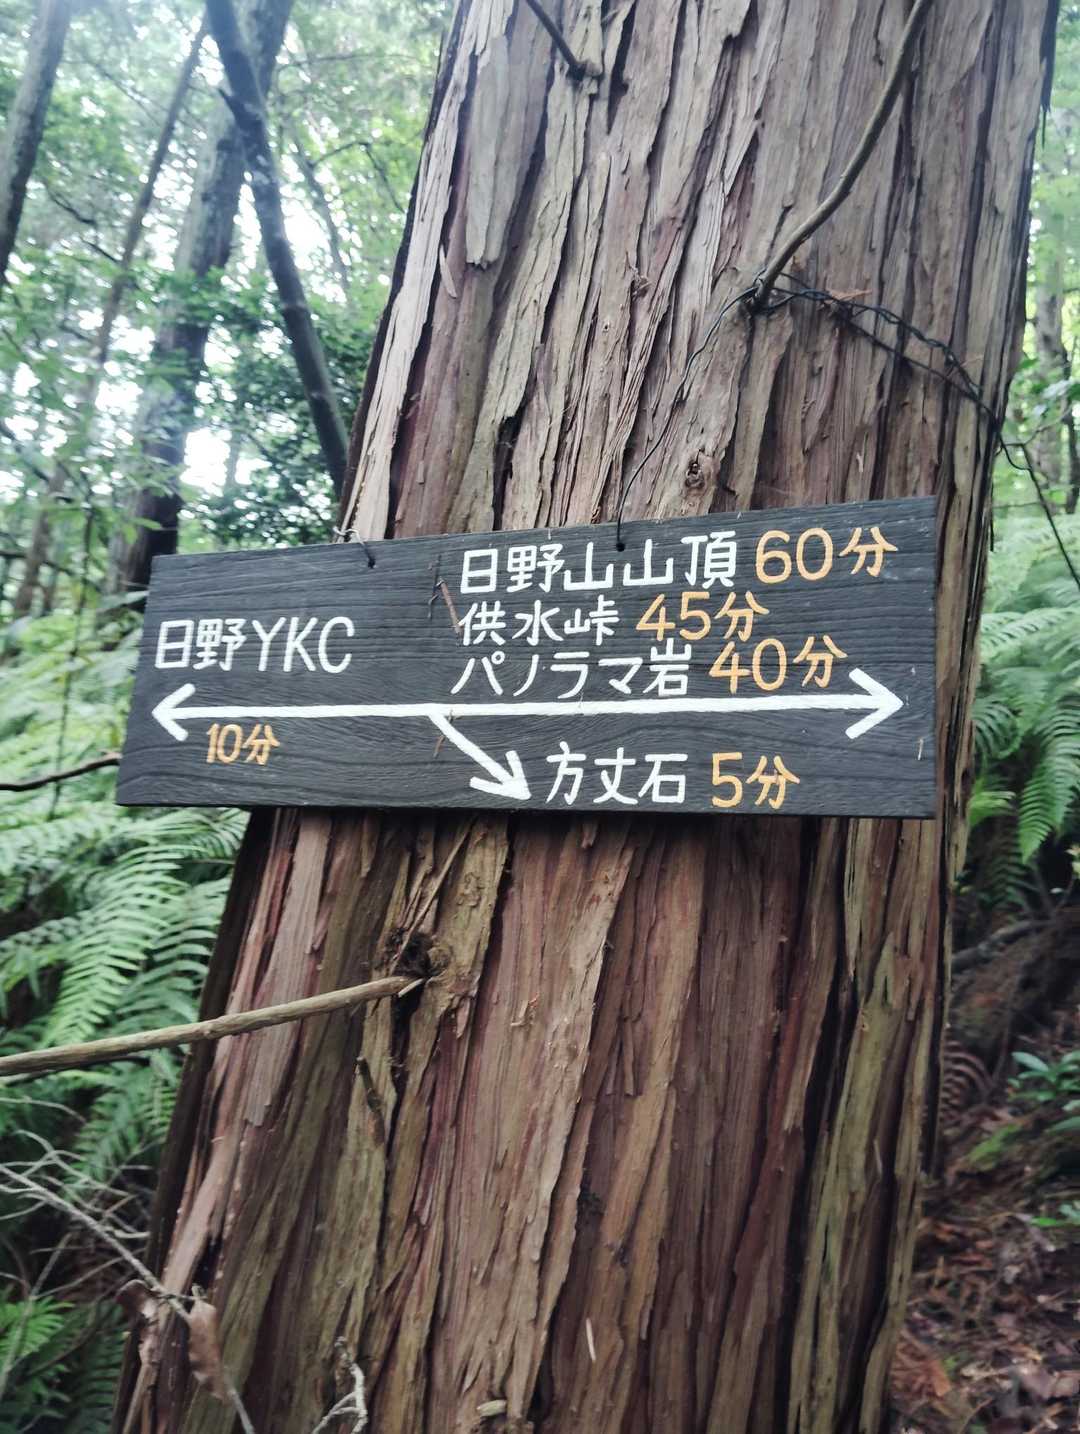 日野YKC
10分
日野山山頂 60分
供水峠 45分
パノラマ岩 40分
方丈石 5分